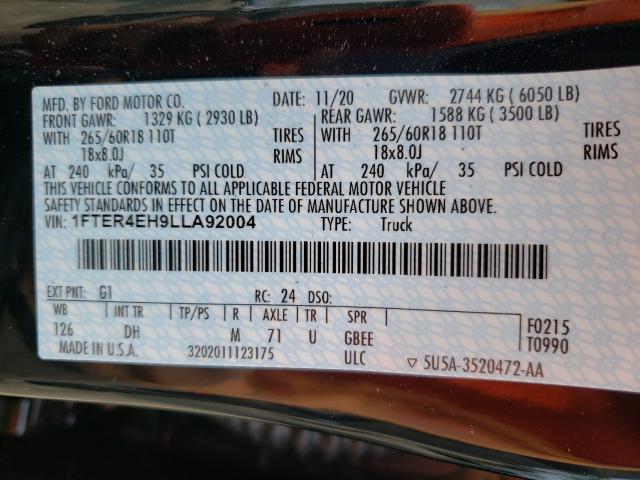 MFD. BY FORD MOTOR CO. DATE: 11/20 GVWR: 2744 KG ( 6050 LB)
FRONT GAWR: 1329 KG ( 2930 LB) REAR GAWR: 1588 KG ( 3500 LB)
WITH 265/60R18 110T TIRES WITH 265/60R18 110T TIRES
18x8.0J RIMS 18x8.0J RIMS
AT 240 kPa/ 35 PSI COLD AT 240 kPa/ 35 PSI COLD
THIS VEHICLE CONFORMS TO ALL APPLICABLE FEDERAL MOTOR VEHICLE
SAFETY STANDARDS IN EFFECT ON THE DATE OF MANUFACTURE SHOWN ABOVE.
VIN: 1FTER4EH9LLA92004 TYPE: Truck
EXT PNT: G1 RC: 24 DSO:
WB INT TR TP/PS R AXLE TR SPR F0215
126 DH M 71 U GBEE T0990
MADE IN U.S.A. 3202011123175 ULC ▽ 5U5A-3520472-AA